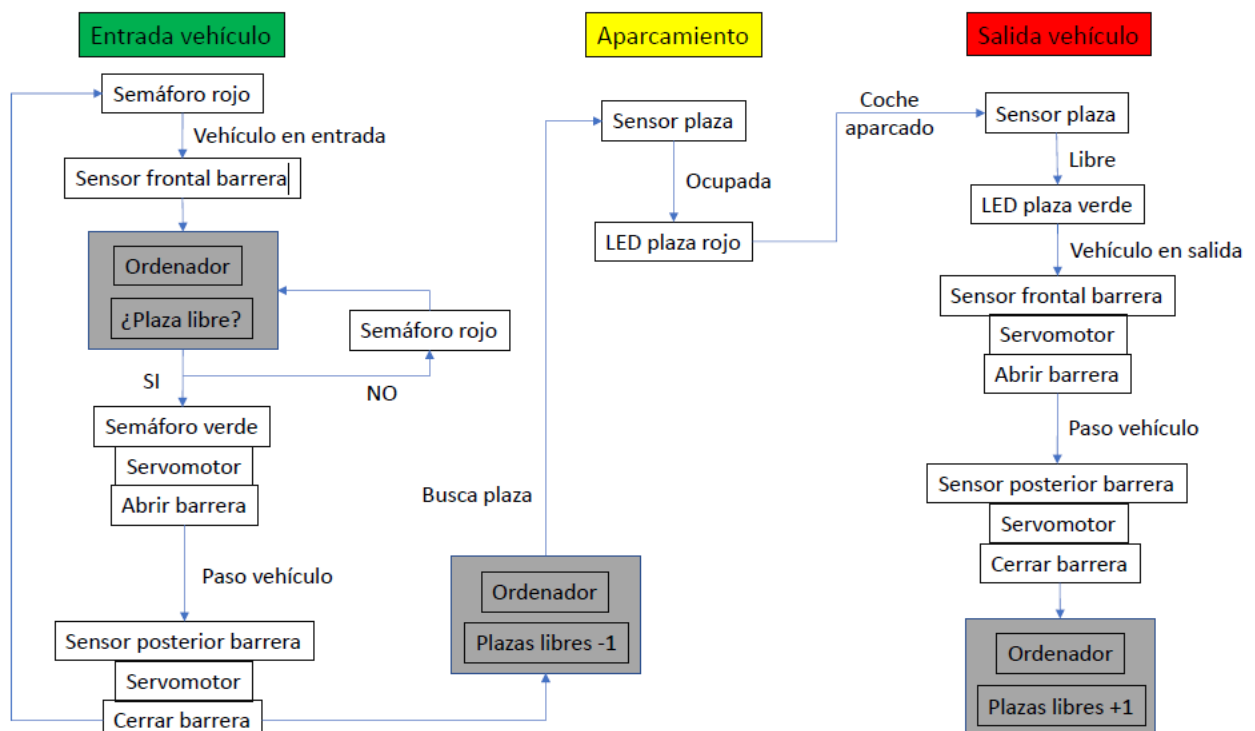 Entrada vehículo
Semáforo rojo
Vehículo en entrada
Sensor frontal barrera
Ordenador
¿Plaza libre?
Semáforo rojo
SI
NO
Semáforo verde
Servomotor
Abrir barrera
Paso vehículo
Sensor posterior barrera
Servomotor
Cerrar barrera
Ordenador
Plazas libres -1
Busca plaza
Aparcamiento
Sensor plaza
Ocupada
LED plaza rojo
Coche
aparcado
Salida vehículo
Sensor plaza
Libre
LED plaza verde
Vehículo en salida
Sensor frontal barrera
Servomotor
Abrir barrera
Paso vehículo
Sensor posterior barrera
Servomotor
Cerrar barrera
Ordenador
Plazas libres +1